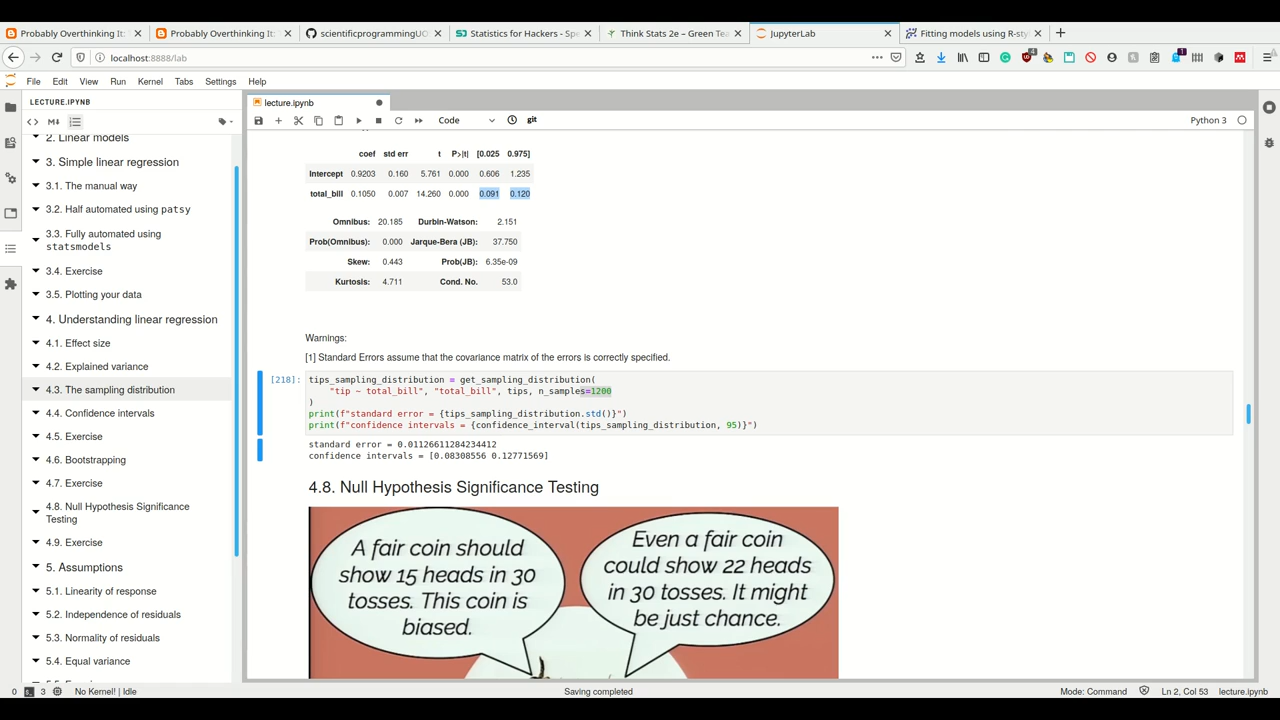 Probably Overthinking It:
Probably Overthinking It:
scientificprogrammingUO
Statistics for Hackers - Spe
Think Stats 2e – Green Tea
JupyterLab
Fitting models using R-sty
localhost:8888/lab
File Edit View Run Kernel Tabs Settings Help
LECTURE.IPYNB
2. Linear models
3. Simple linear regression
3.1. The manual way
3.2. Half automated using patsy
3.3. Fully automated using
statsmodels
3.4. Exercise
3.5. Plotting your data
4. Understanding linear regression
4.1. Effect size
4.2. Explained variance
4.3. The sampling distribution
4.4. Confidence intervals
4.5. Exercise
4.6. Bootstrapping
4.7. Exercise
4.8. Null Hypothesis Significance
Testing
4.9. Exercise
5. Assumptions
5.1. Linearity of response
5.2. Independence of residuals
5.3. Normality of residuals
5.4. Equal variance
lecture.ipynb
Code
git
Python 3
coef std err t P>|t| [0.025 0.975]
Intercept 0.9203 0.160 5.761 0.000 0.606 1.235
total_bill 0.1050 0.007 14.260 0.000 0.091 0.120
Omnibus: 20.185 Durbin-Watson: 2.151
Prob(Omnibus): 0.000 Jarque-Bera (JB): 37.750
Skew: 0.443 Prob(JB): 6.35e-09
Kurtosis: 4.711 Cond. No. 53.0
Warnings:
[1] Standard Errors assume that the covariance matrix of the errors is correctly specified.
[218]: tips_sampling_distribution = get_sampling_distribution(
"tip ~ total_bill", "total_bill", tips, n_samples=1200
)
print(f"standard error = {tips_sampling_distribution.std()}")
print(f"confidence intervals = {confidence_interval(tips_sampling_distribution, 95)}")
standard error = 0.01126611284234412
confidence intervals = [0.08308556 0.12771569]
4.8. Null Hypothesis Significance Testing
A fair coin should
show 15 heads in 30
tosses. This coin is
biased.
Even a fair coin
could show 22 heads
in 30 tosses. It might
be just chance.
0 3 No Kernel! | Idle
Saving completed
Mode: Command Ln 2, Col 53 lecture.ipynb